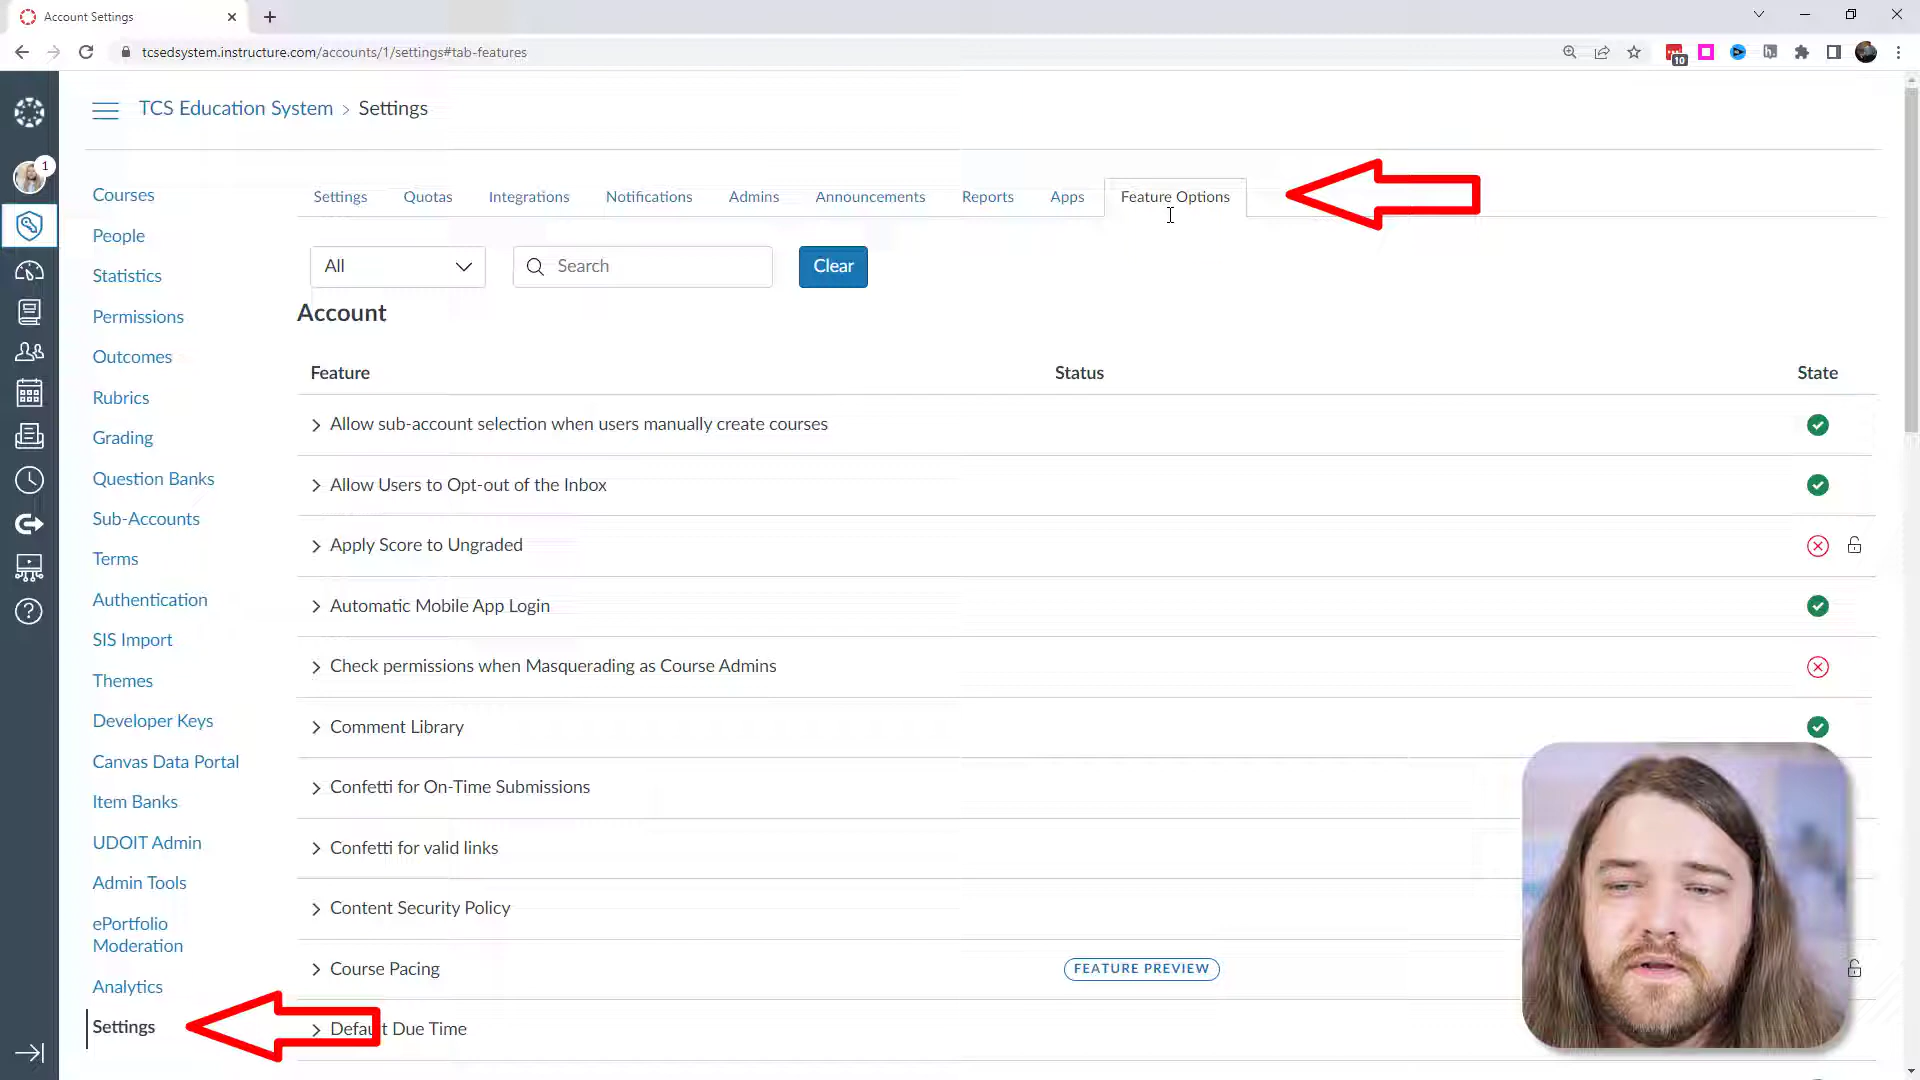 Account Settings
tcsedsystem.instructure.com/accounts/1/settings#tab-features
10
TCS Education System > Settings
1
Courses
People
Statistics
Permissions
Outcomes
Rubrics
Grading
Question Banks
Sub-Accounts
Terms
Authentication
SIS Import
Themes
Developer Keys
Canvas Data Portal
Item Banks
UDOIT Admin
Admin Tools
ePortfolio
Moderation
Analytics
Settings
Settings Quotas Integrations Notifications Admins Announcements Reports Apps Feature Options
All Search Clear
Account
Feature Status State
Allow sub-account selection when users manually create courses
Allow Users to Opt-out of the Inbox
Apply Score to Ungraded
Automatic Mobile App Login
Check permissions when Masquerading as Course Admins
Comment Library
Confetti for On-Time Submissions
Confetti for valid links
Content Security Policy
Course Pacing FEATURE PREVIEW
Default Due Time